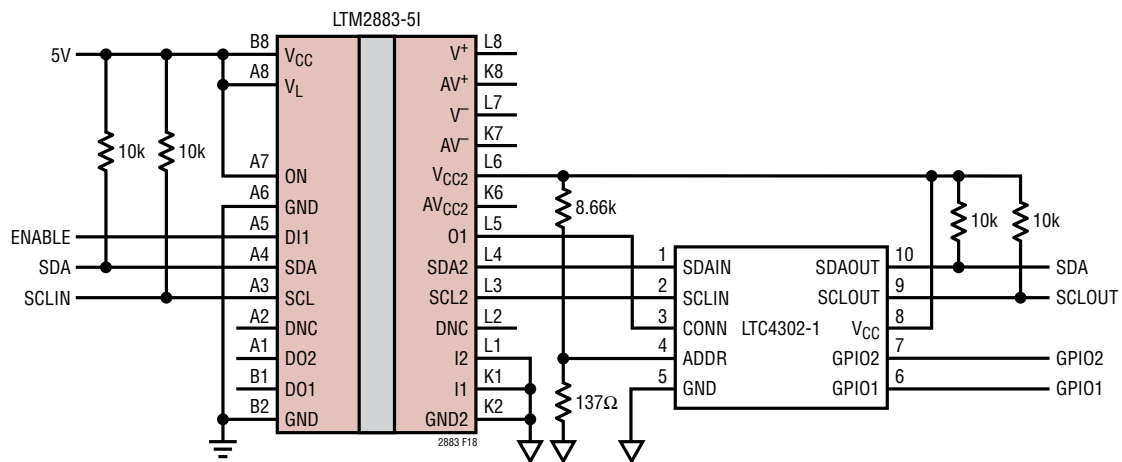 LTM2883-5I
5V
10k
10k
ENABLE
SDA
SCLIN
B8
A8
A7
A6
A5
A4
A3
A2
A1
B1
B2
VCC
VL
ON
GND
DI1
SDA
SCL
DNC
DO2
DO1
GND
V+
AV+
V–
AV–
VCC2
AVCC2
O1
SDA2
SCL2
DNC
I2
I1
GND2
L8
K8
L7
K7
L6
K6
L5
L4
L3
L2
L1
K1
K2
2883 F18
8.66k
137Ω
1
2
3
4
5
SDAIN
SCLIN
CONN
ADDR
GND
LTC4302-1
SDAOUT
SCLOUT
VCC
GPIO2
GPIO1
10
9
8
7
6
10k
10k
SDA
SCLOUT
GPIO2
GPIO1